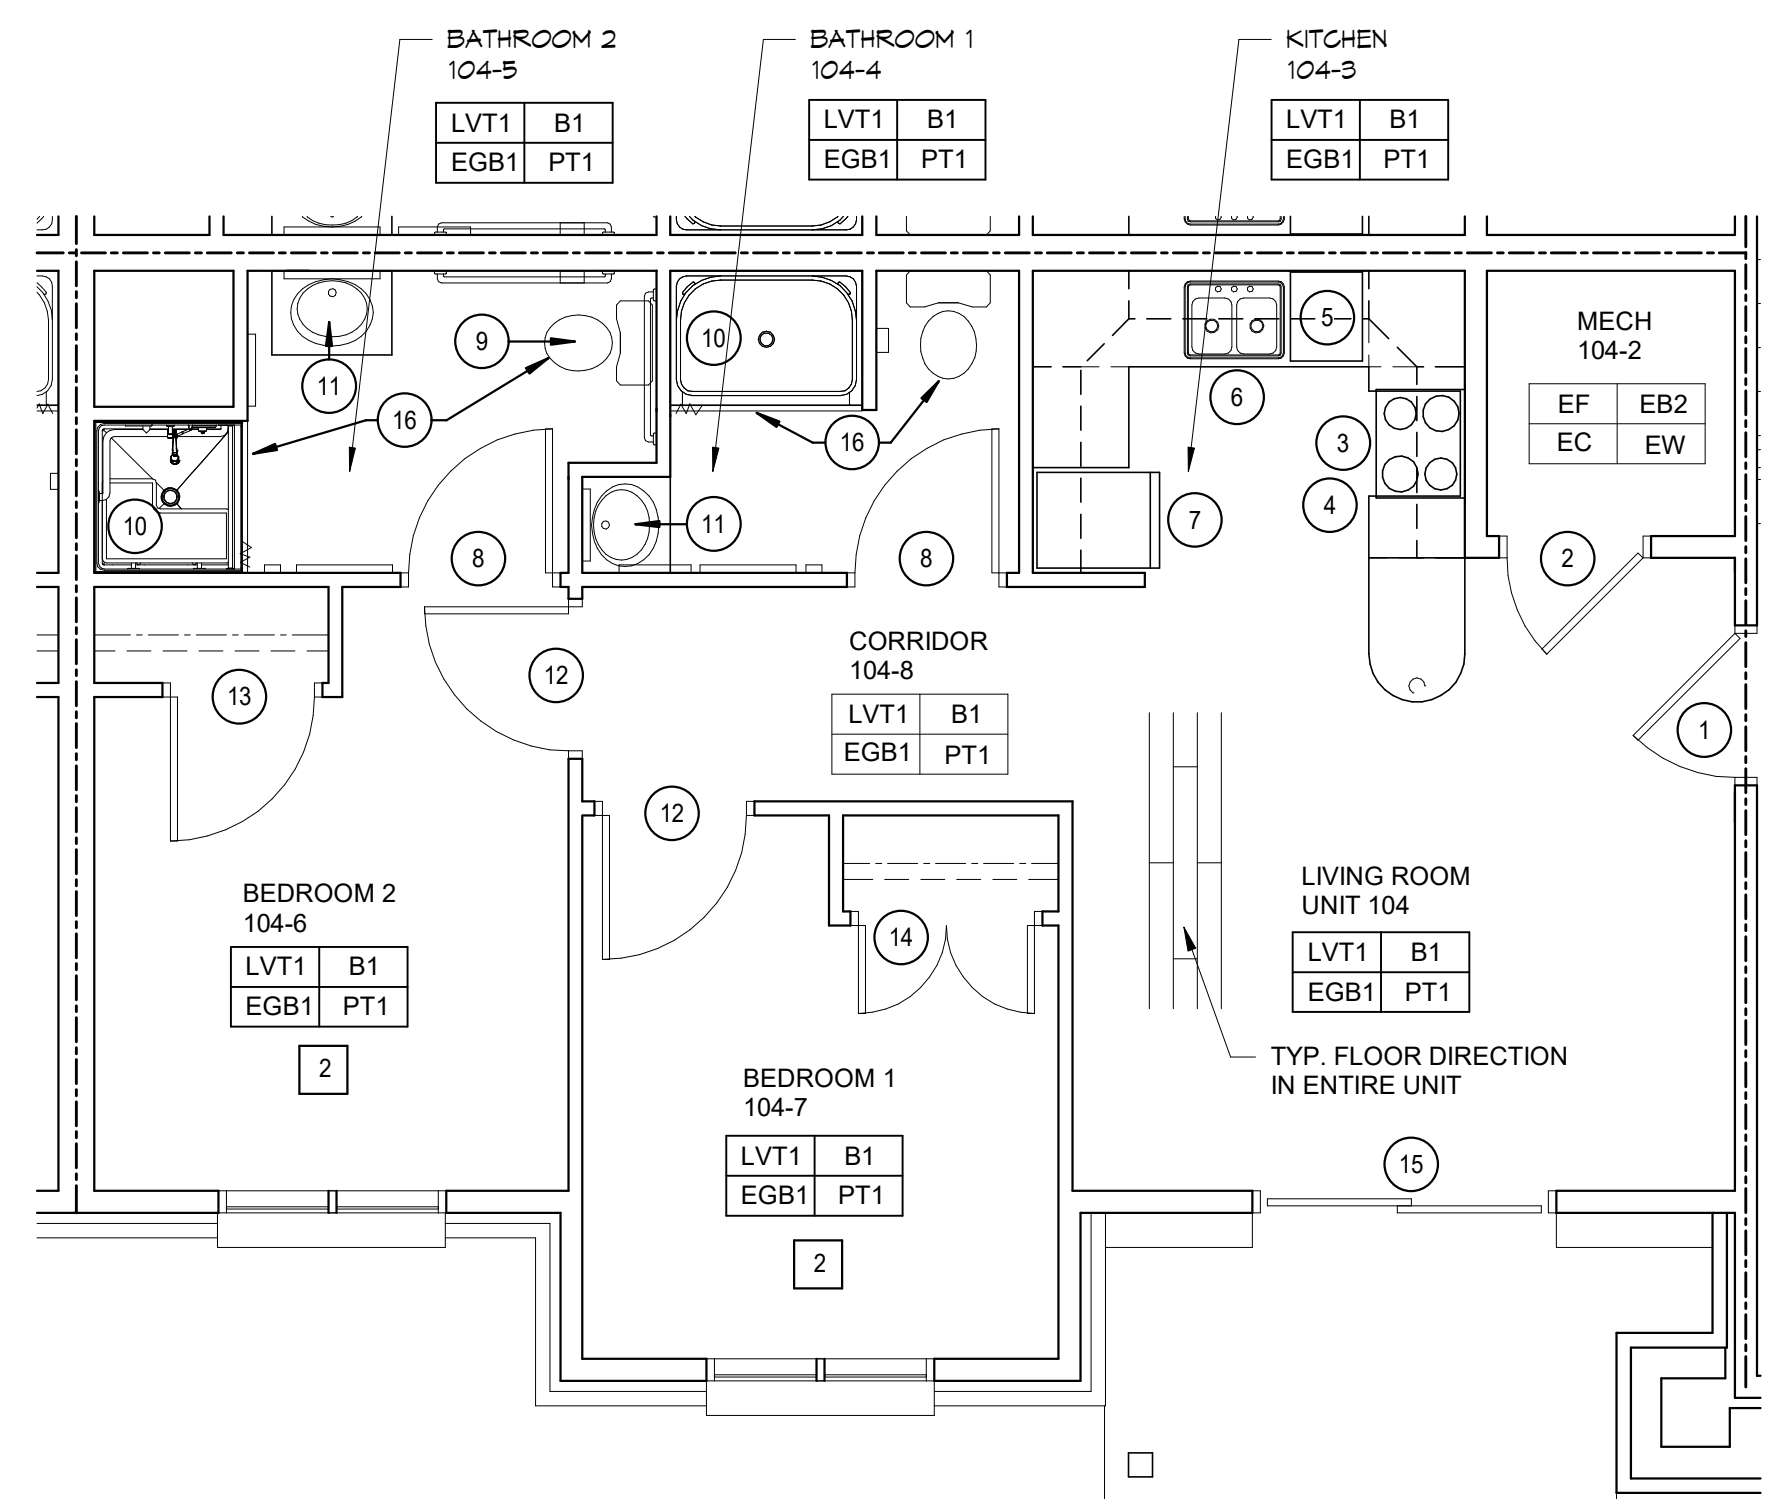 BATHROOM 2
104-5
LVT1 B1
EGB1 PT1
BATHROOM 1
104-4
LVT1 B1
EGB1 PT1
KITCHEN
104-3
LVT1 B1
EGB1 PT1
5
MECH
104-2
EF EB2
EC EW
9
10
11
16
16
6
3
4
10
11
7
8
8
2
CORRIDOR
104-8
LVT1 B1
EGB1 PT1
12
13
1
12
BEDROOM 2
104-6
LVT1 B1
EGB1 PT1
2
14
LIVING ROOM
UNIT 104
LVT1 B1
EGB1 PT1
TYP. FLOOR DIRECTION
IN ENTIRE UNIT
BEDROOM 1
104-7
LVT1 B1
EGB1 PT1
2
15